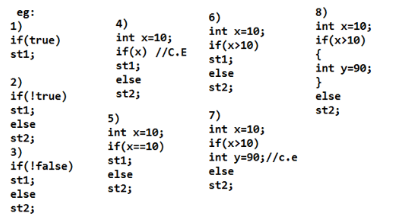 eg:
1)
if(true)
st1;
2)
if(!true)
st1;
else
st2;
3)
if(!false)
st1;
else
st2;
4)
int x=10;
if(x) //C.E
st1;
else
st2;
5)
int x=10;
if(x==10)
st1;
else
st2;
6)
int x=10;
if(x>10)
st1;
else
st2;
7)
int x=10;
if(x>10)
int y=90;//c.e
else
st2;
8)
int x=10;
if(x>10)
{
int y=90;
}
else
st2;